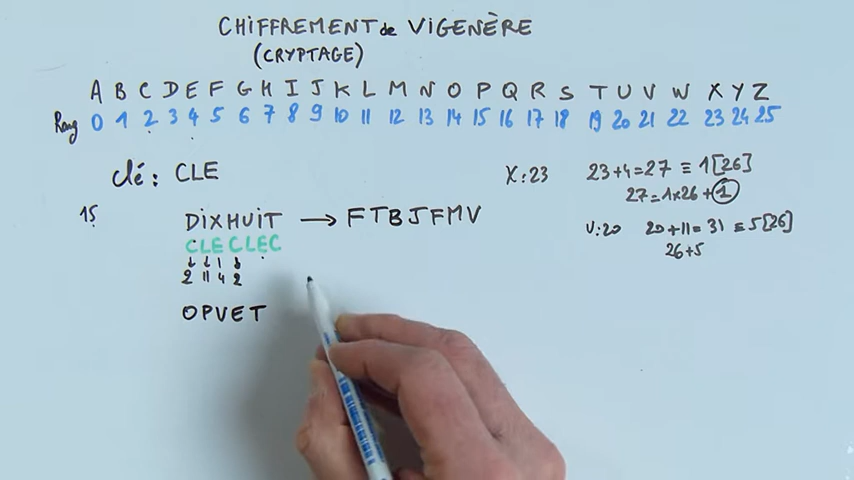 CHIFFREMENT de VIGENÈRE
(CRYPTAGE)
A B C D E F G H I J K L M N O P Q R S T U V W X Y Z
Rang 0 1 2 3 4 5 6 7 8 9 10 11 12 13 14 15 16 17 18 19 20 21 22 23 24 25
clé : CLE
X : 23 23+4=27 ≡ 1[26]
27=1×26+1
15 DIXHUIT → FTBJFMV
U : 20 20+11=31 ≡ 5[26]
26+5
CLECLEC
2 11 4 2
OPVET